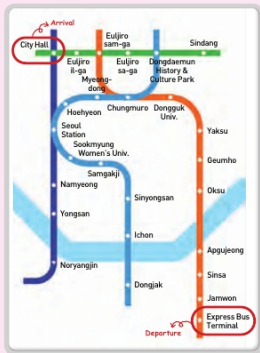 Arrival
City Hall
Euljiro
sam-ga
Sindang
Euljiro
il-ga
Euljiro
sa-ga
Dongdaemun
History &
Culture Park
Myeong-
dong
Hoehyeon
Chungmuro
Dongguk
Univ.
Seoul
Station
Yaksu
Sookmyung
Women's Univ.
Geumho
Samgakji
Namyeong
Oksu
Sinyongsan
Yongsan
Ichon
Apgujeong
Noryangjin
Sinsa
Dongjak
Jamwon
Express Bus
Terminal
Departure